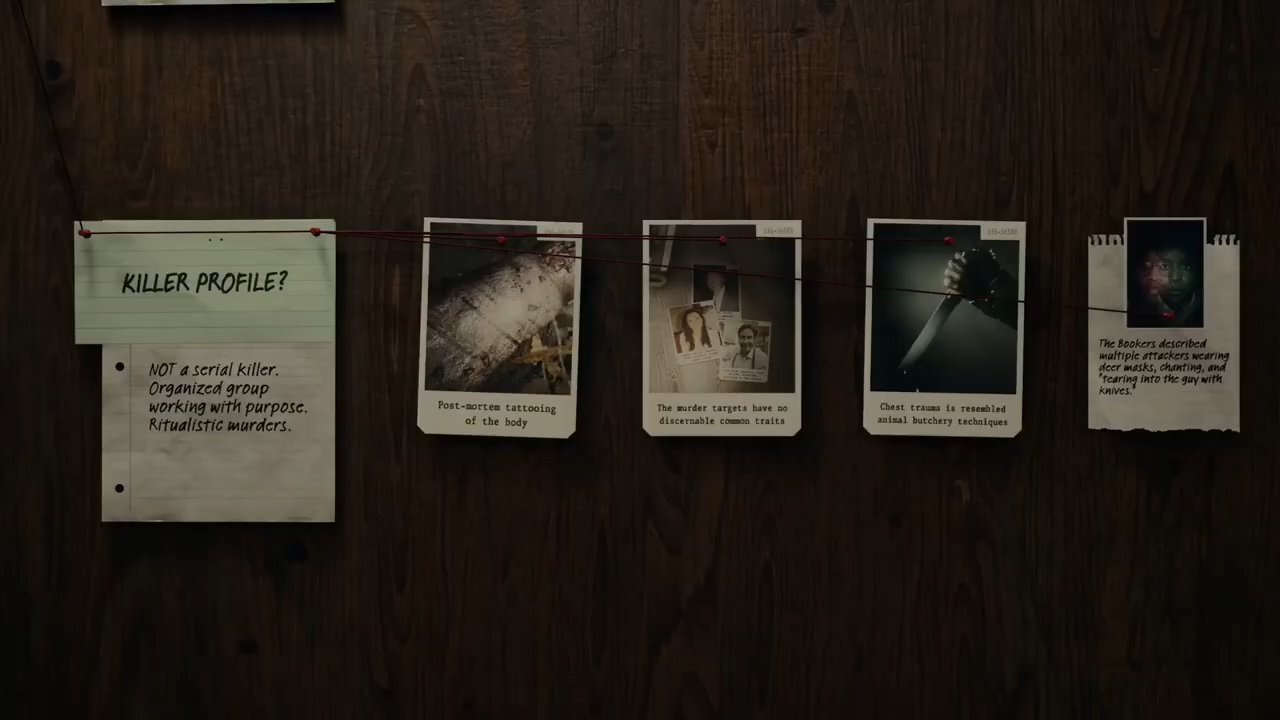 KILLER PROFILE?
NOT a serial killer.
Organized group
working with purpose.
Ritualistic murders.
Post-mortem tattooing
of the body
The murder targets have no
discernable common traits
Chest trauma is resembled
animal butchery techniques
The Bookers described
multiple attackers wearing
deer masks, chanting, and
"tearing into the guy with
knives."